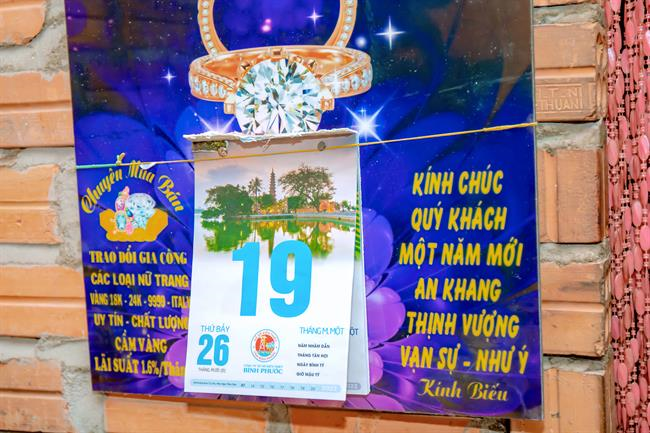 Chuyên Mua Bán
TRAO ĐỔI GIA CÔNG
CÁC LOẠI NỮ TRANG
VÀNG 18K - 24K - 9999 - ITALY
UY TÍN - CHẤT LƯỢNG
CẦM VÀNG
LÃI SUẤT 1.6%/Thán
19
THỨ BẢY
26
THÁNG M. MỘT
ỘT
BÌNH PHƯỚC
NĂM NHÂM DẦN
THÁNG TÂN HỢI
NGÀY BÍNH TÝ
GIỜ MẬU TÝ
KÍNH CHÚC
QUÝ KHÁCH
MỘT NĂM MỚI
AN KHANG
THỊNH VƯỢNG
VẠN SỰ - NHƯ Ý
Kính Biếu
THUẬN